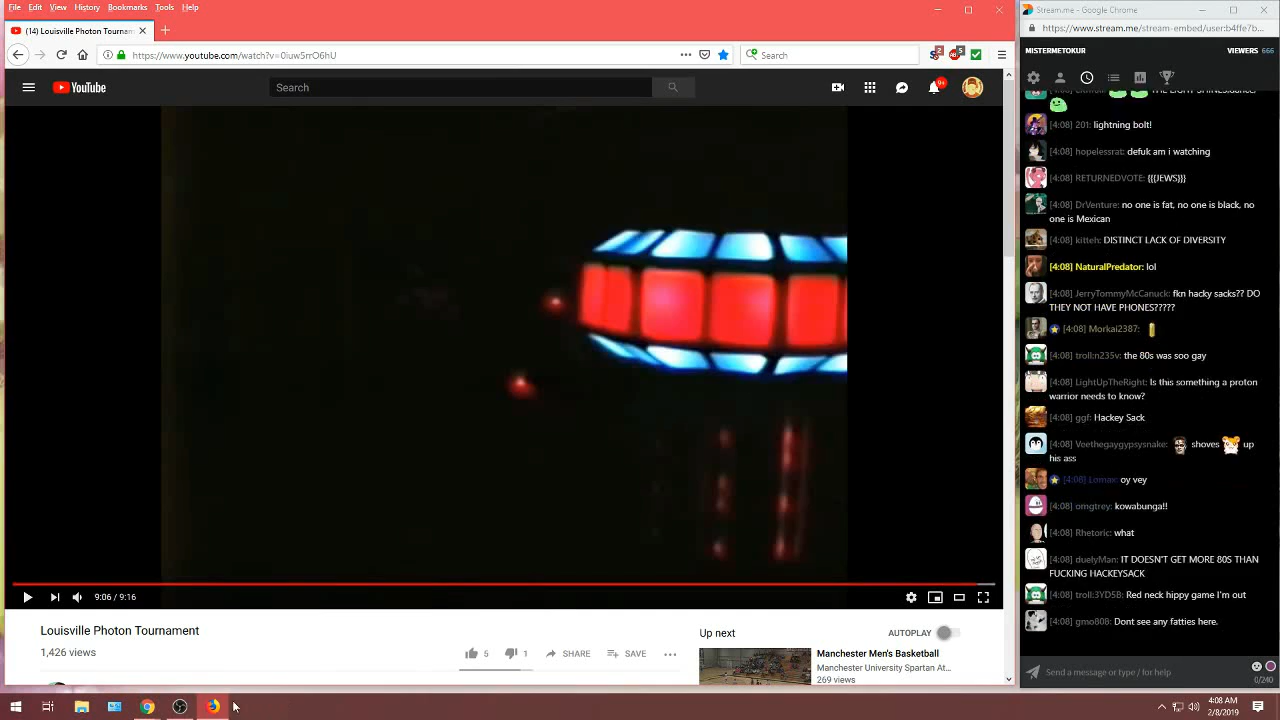 File Edit View History Bookmarks Tools Help
(14) Louisville Photon Tournam
https://www.youtube.com/watch?v=0iuw5rrO6hU
Search
2
5
YouTube
Search
9+
9:06 / 9:16
Louisville Photon Tournament
1,426 views
5
1
SHARE
SAVE
Up next
AUTOPLAY
Manchester Men's Basketball
Manchester University Spartan At...
269 views
Stream.me - Google Chrome
https://www.stream.me/stream-embed/user:b4ffe7b...
MISTERMETOKUR
VIEWERS 666
[4:08] 201: lightning bolt!
[4:08] hopelessrat: defuk am i watching
[4:08] RETURNEDVOTE: {{{JEWS}}}
[4:08] DrVenture: no one is fat, no one is black, no
one is Mexican
[4:08] kitteh: DISTINCT LACK OF DIVERSITY
[4:08] NaturalPredator: lol
[4:08] JerryTommyMcCanuck: fkn hacky sacks?? DO
THEY NOT HAVE PHONES?????
[4:08] Morkai2387:
[4:08] troll:n235v: the 80s was soo gay
[4:08] LightUpTheRight: Is this something a proton
warrior needs to know?
[4:08] ggf: Hackey Sack
[4:08] Veethegaygypsysnake: shoves up
his ass
[4:08] Lomax: oy vey
[4:08] omgtrey: kowabunga!!
[4:08] Rhetoric: what
[4:08] duelyMan: IT DOESN'T GET MORE 80S THAN
FUCKING HACKEYSACK
[4:08] troll:3YD5B: Red neck hippy game I'm out
[4:08] gmo808: Dont see any fatties here.
Send a message or type / for help
0/240
4:08 AM
2/8/2019